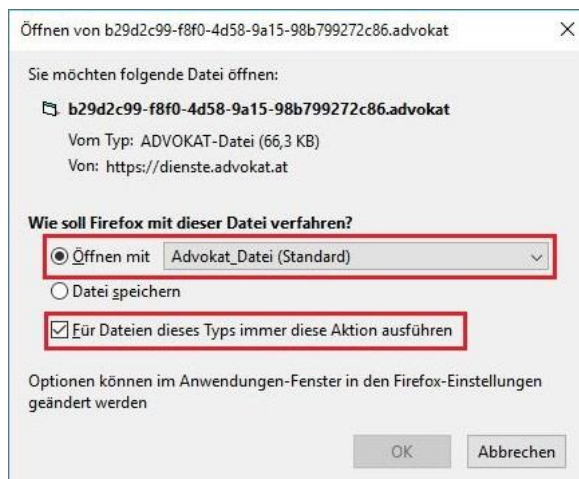 Öffnen von b29d2c99-f8f0-4d58-9a15-98b799272c86.advokat
Sie möchten folgende Datei öffnen:
b29d2c99-f8f0-4d58-9a15-98b799272c86.advokat
Vom Typ: ADVOKAT-Datei (66,3 KB)
Von: https://dienste.advokat.at
Wie soll Firefox mit dieser Datei verfahren?
Öffnen mit Advokat_Datei (Standard)
Datei speichern
Für Dateien dieses Typs immer diese Aktion ausführen
Optionen können im Anwendungen-Fenster in den Firefox-Einstellungen
geändert werden
OK Abbrechen